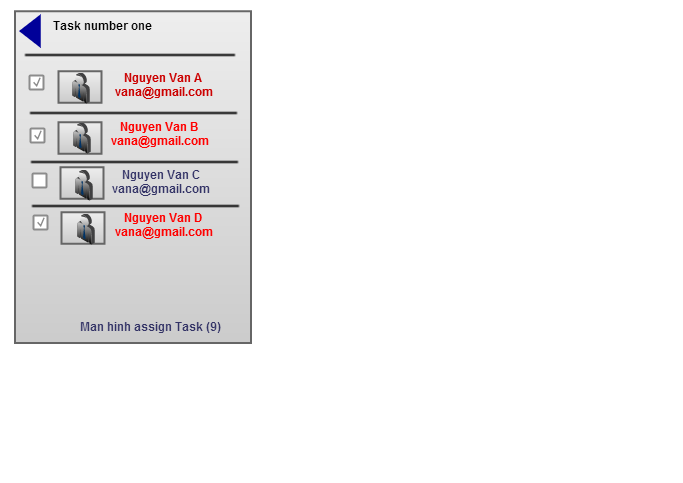 Task number one
Nguyen Van A
vana@gmail.com
Nguyen Van B
vana@gmail.com
Nguyen Van C
vana@gmail.com
Nguyen Van D
vana@gmail.com
Man hinh assign Task (9)